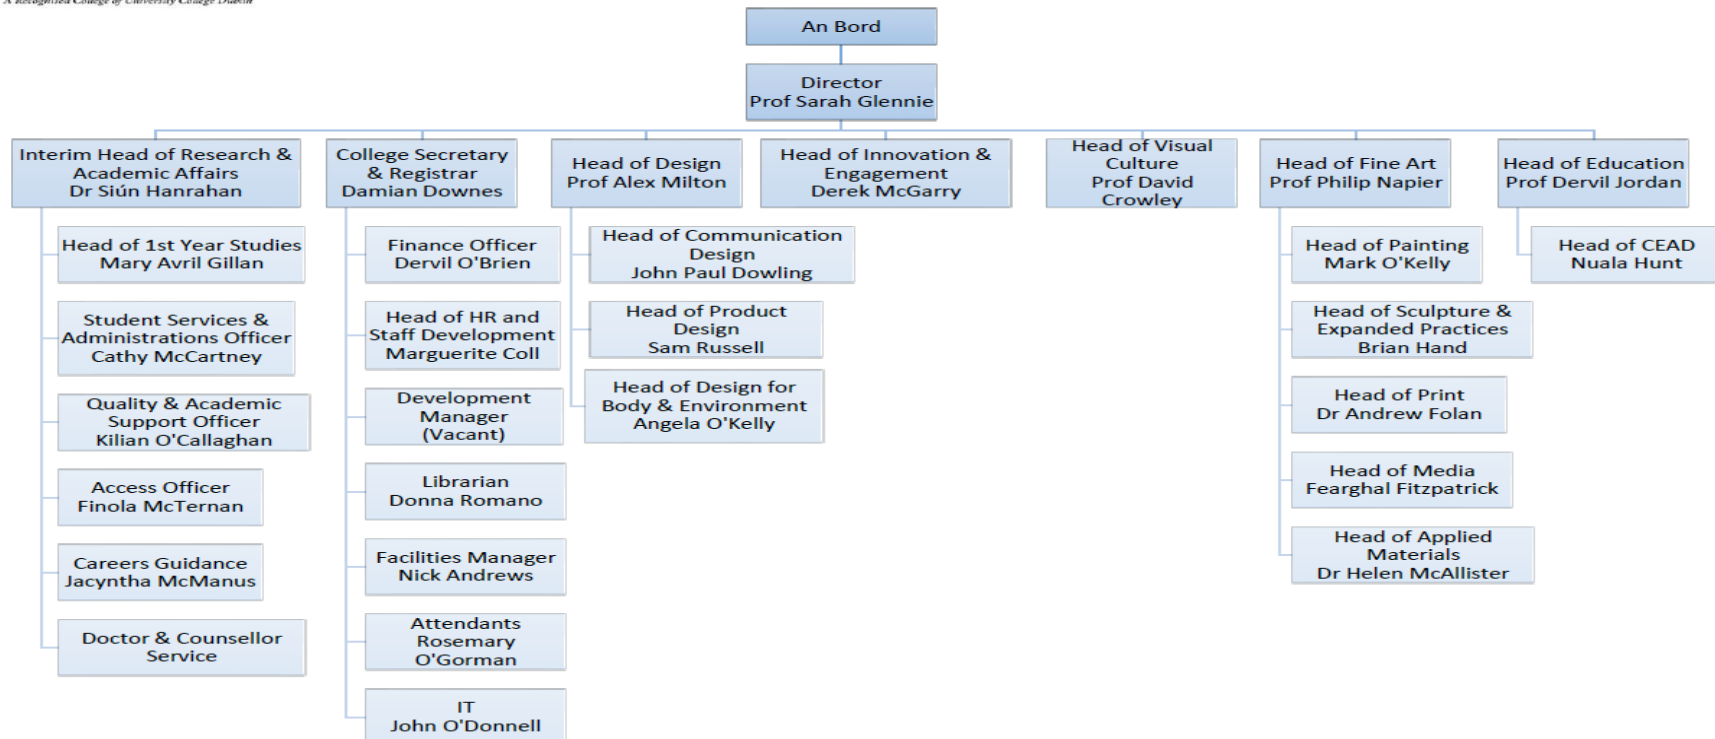 A Recognised College of University College Dublin
An Bord
Director
Prof Sarah Glennie
Interim Head of Research &
Academic Affairs
Dr Siún Hanrahan
Head of 1st Year Studies
Mary Avril Gillan
Student Services &
Administrations Officer
Cathy McCartney
Quality & Academic
Support Officer
Kilian O'Callaghan
Access Officer
Finola McTernan
Careers Guidance
Jacyntha McManus
Doctor & Counsellor
Service
College Secretary
& Registrar
Damian Downes
Finance Officer
Dervil O'Brien
Head of HR and
Staff Development
Marguerite Coll
Development
Manager
(Vacant)
Librarian
Donna Romano
Facilities Manager
Nick Andrews
Attendants
Rosemary
O'Gorman
IT
John O'Donnell
Head of Design
Prof Alex Milton
Head of Communication
Design
John Paul Dowling
Head of Product
Design
Sam Russell
Head of Design for
Body & Environment
Angela O'Kelly
Head of Innovation &
Engagement
Derek McGarry
Head of Visual
Culture
Prof David
Crowley
Head of Fine Art
Prof Philip Napier
Head of Painting
Mark O'Kelly
Head of Sculpture &
Expanded Practices
Brian Hand
Head of Print
Dr Andrew Folan
Head of Media
Fearghal Fitzpatrick
Head of Applied
Materials
Dr Helen McAllister
Head of Education
Prof Dervil Jordan
Head of CEAD
Nuala Hunt